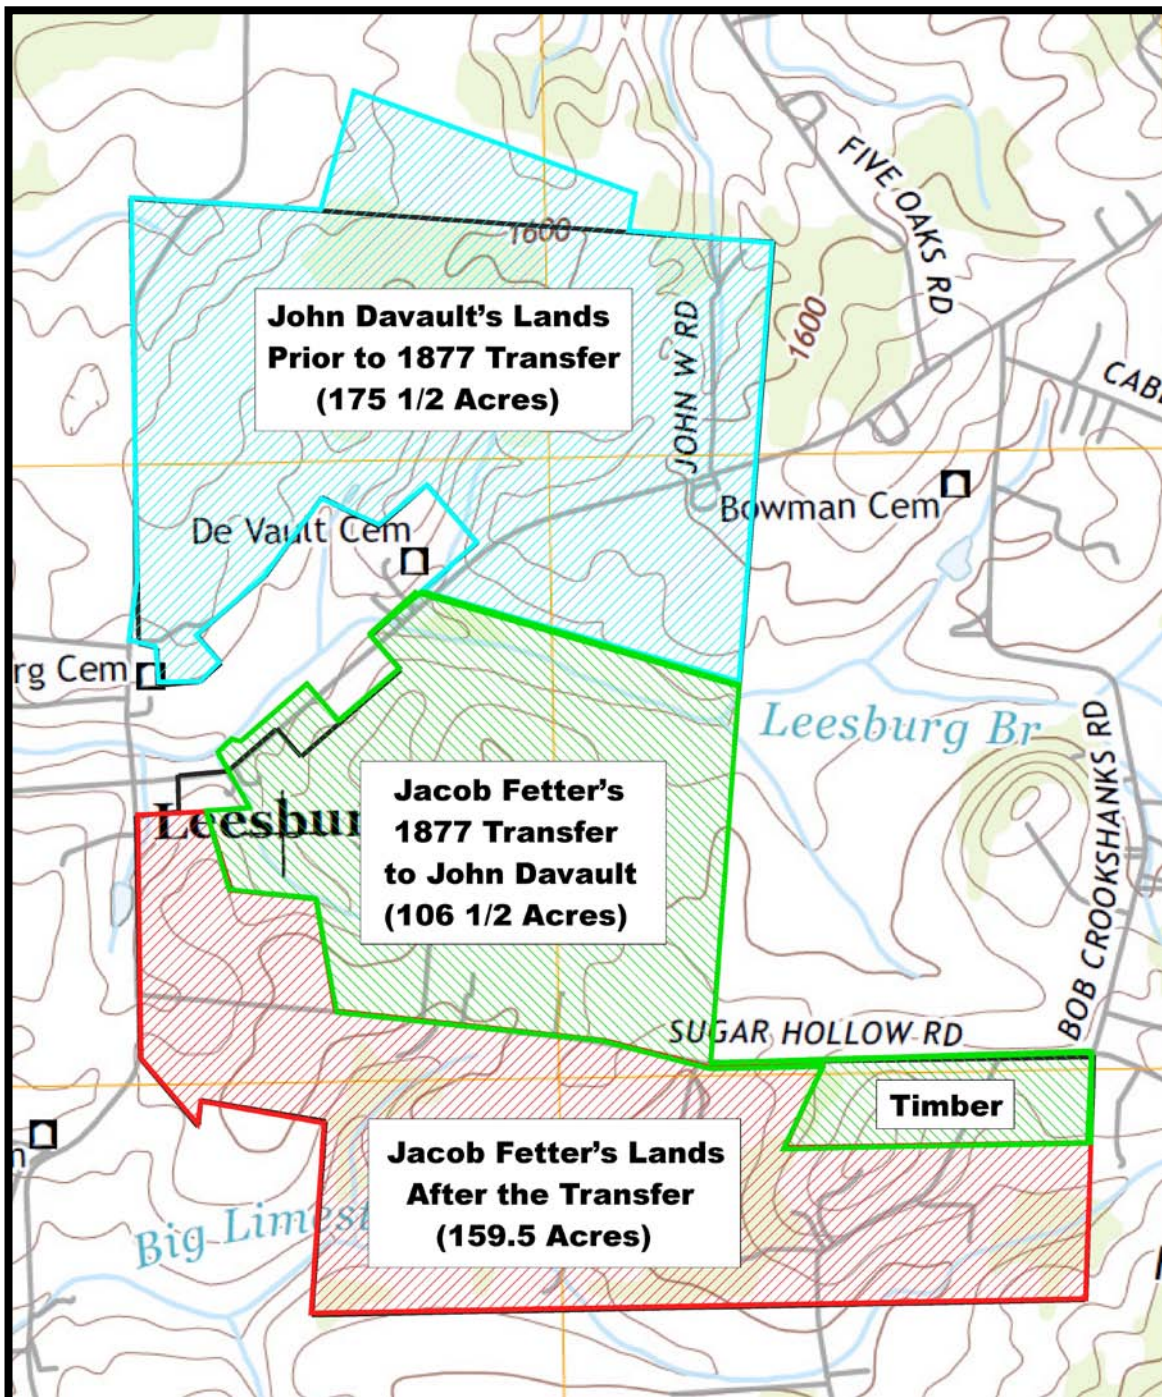 FIVE OAKS RD
1600
John Davault's Lands
Prior to 1877 Transfer
(175 1/2 Acres)
JOHN W RD
1600
CAB
Bowman Cem
De Vault Cem
rg Cem
Leesburg Br
Leesbur
Jacob Fetter's
1877 Transfer
to John Davault
(106 1/2 Acres)
BOB CROOKSHANKS RD
SUGAR HOLLOW RD
Timber
Jacob Fetter's Lands
After the Transfer
(159.5 Acres)
Big Limest